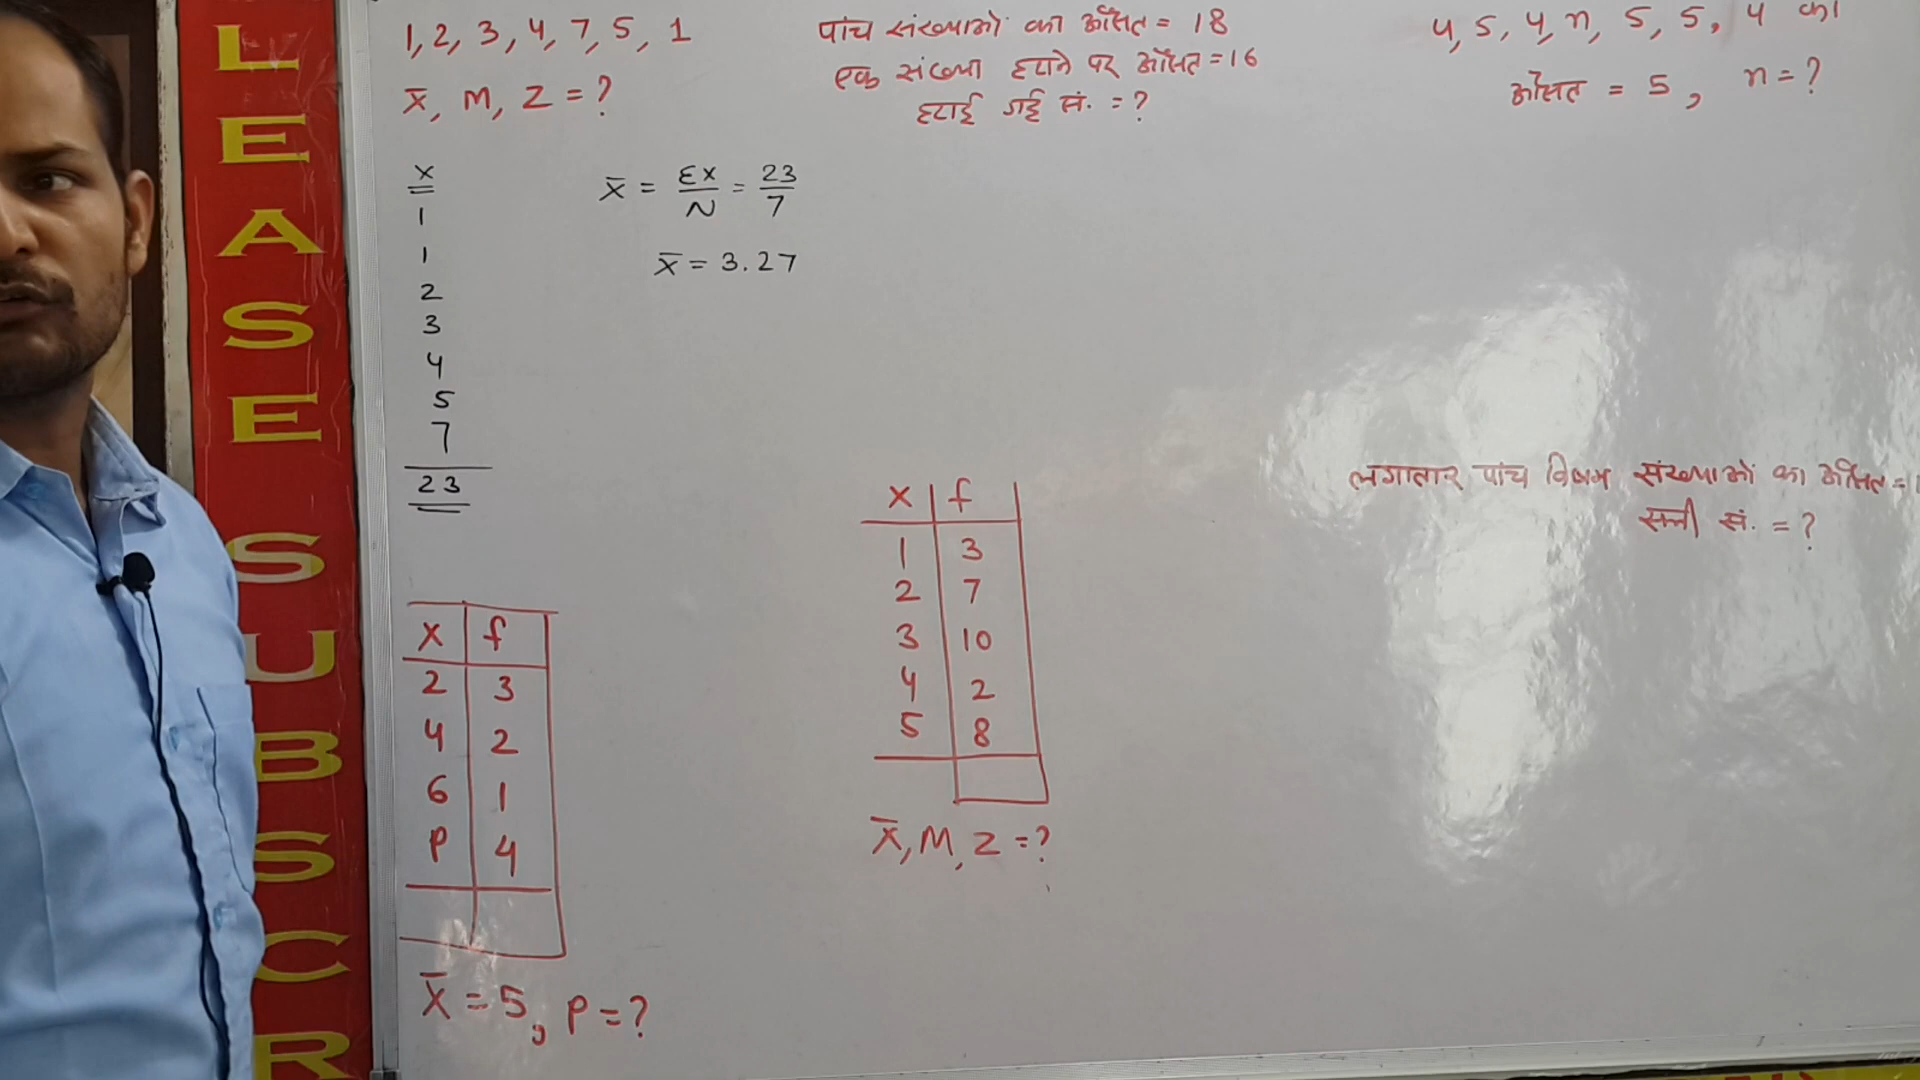 LEASE SUBSCR
1, 2, 3, 4, 7, 5, 1
x̄, M, Z = ?
x
1
1
2
3
4
5
7
23
x̄ = Σx/N = 23/7
x̄ = 3.27
x f
2 3
4 2
6 1
P 4
x̄ = 5, P = ?
पांच संख्याओं का औसत = 18
एक संख्या हटाने पर औसत = 16
हटाई गई सं. = ?
x f
1 3
2 7
3 10
4 2
5 8
x̄, M, Z = ?
4, 5, 4, n, 5, 5, 4 का
औसत = 5, n = ?
लगातार पांच विषम संख्याओं का औसत =
सभी सं. = ?